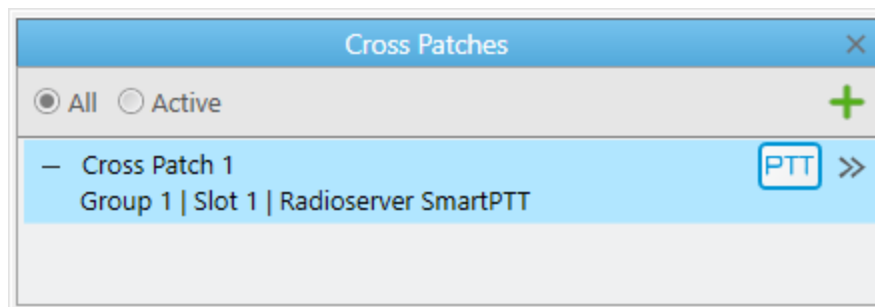 Cross Patches
All Active
Cross Patch 1
PTT
Group 1 | Slot 1 | Radioserver SmartPTT